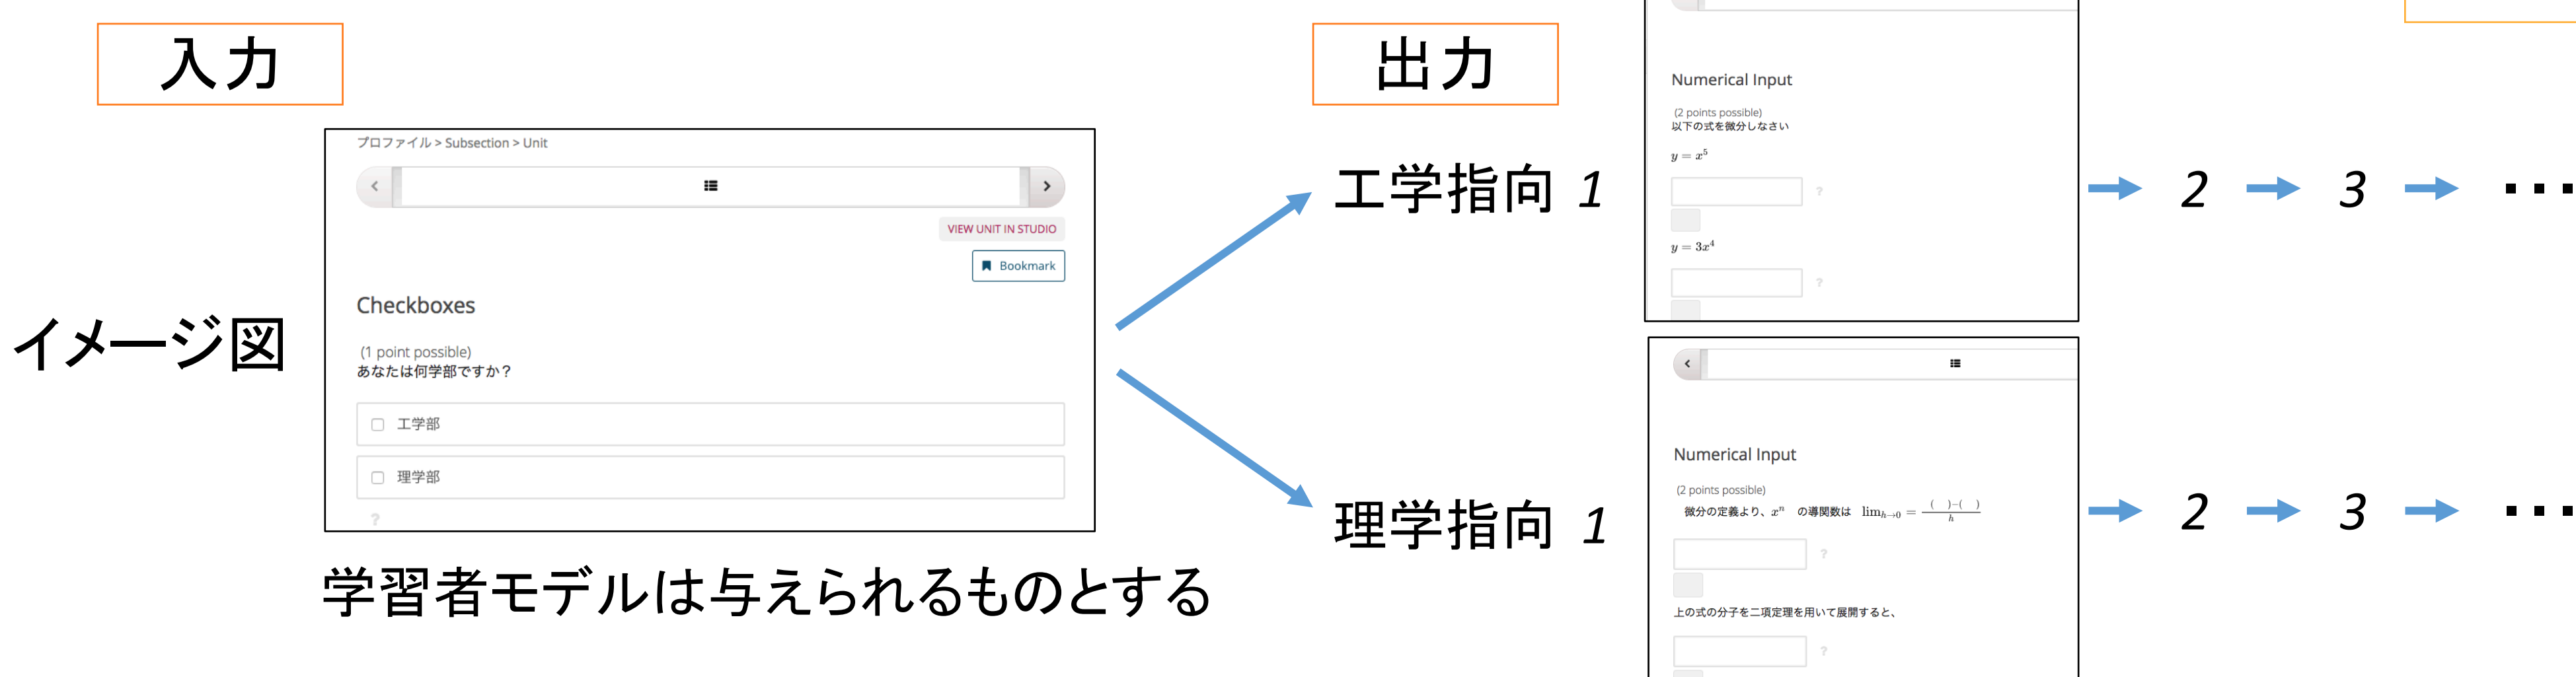 入力
イメージ図
プロファイル > Subsection > Unit
VIEW UNIT IN STUDIO
Bookmark
Checkboxes
(1 point possible)
あなたは何学部ですか？
工学部
理学部
?
学習者モデルは与えられるものとする
出力
工学指向 1
Numerical Input
(2 points possible)
以下の式を微分しなさい
y = x^5
?
y = 3x^4
?
2 3 ・・・
理学指向 1
Numerical Input
(2 points possible)
微分の定義より、x^n の導関数は lim_{h→0} = \frac{( )−( )}{h}
?
上の式の分子を二項定理を用いて展開すると、
?
2 3 ・・・